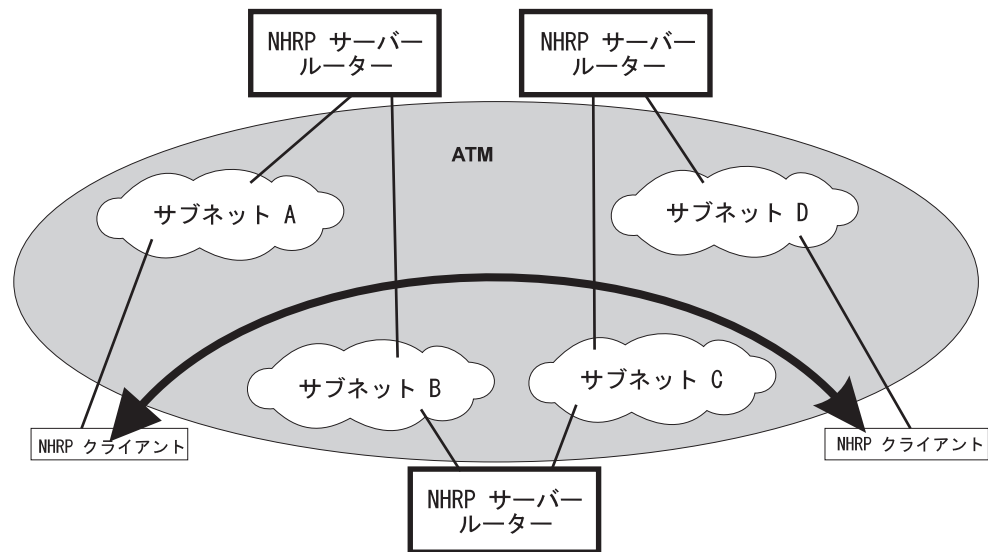 NHRP サーバー
ルーター
NHRP サーバー
ルーター
ATM
サブネット A
サブネット D
サブネット B
サブネット C
NHRP クライアント
NHRP クライアント
NHRP サーバー
ルーター